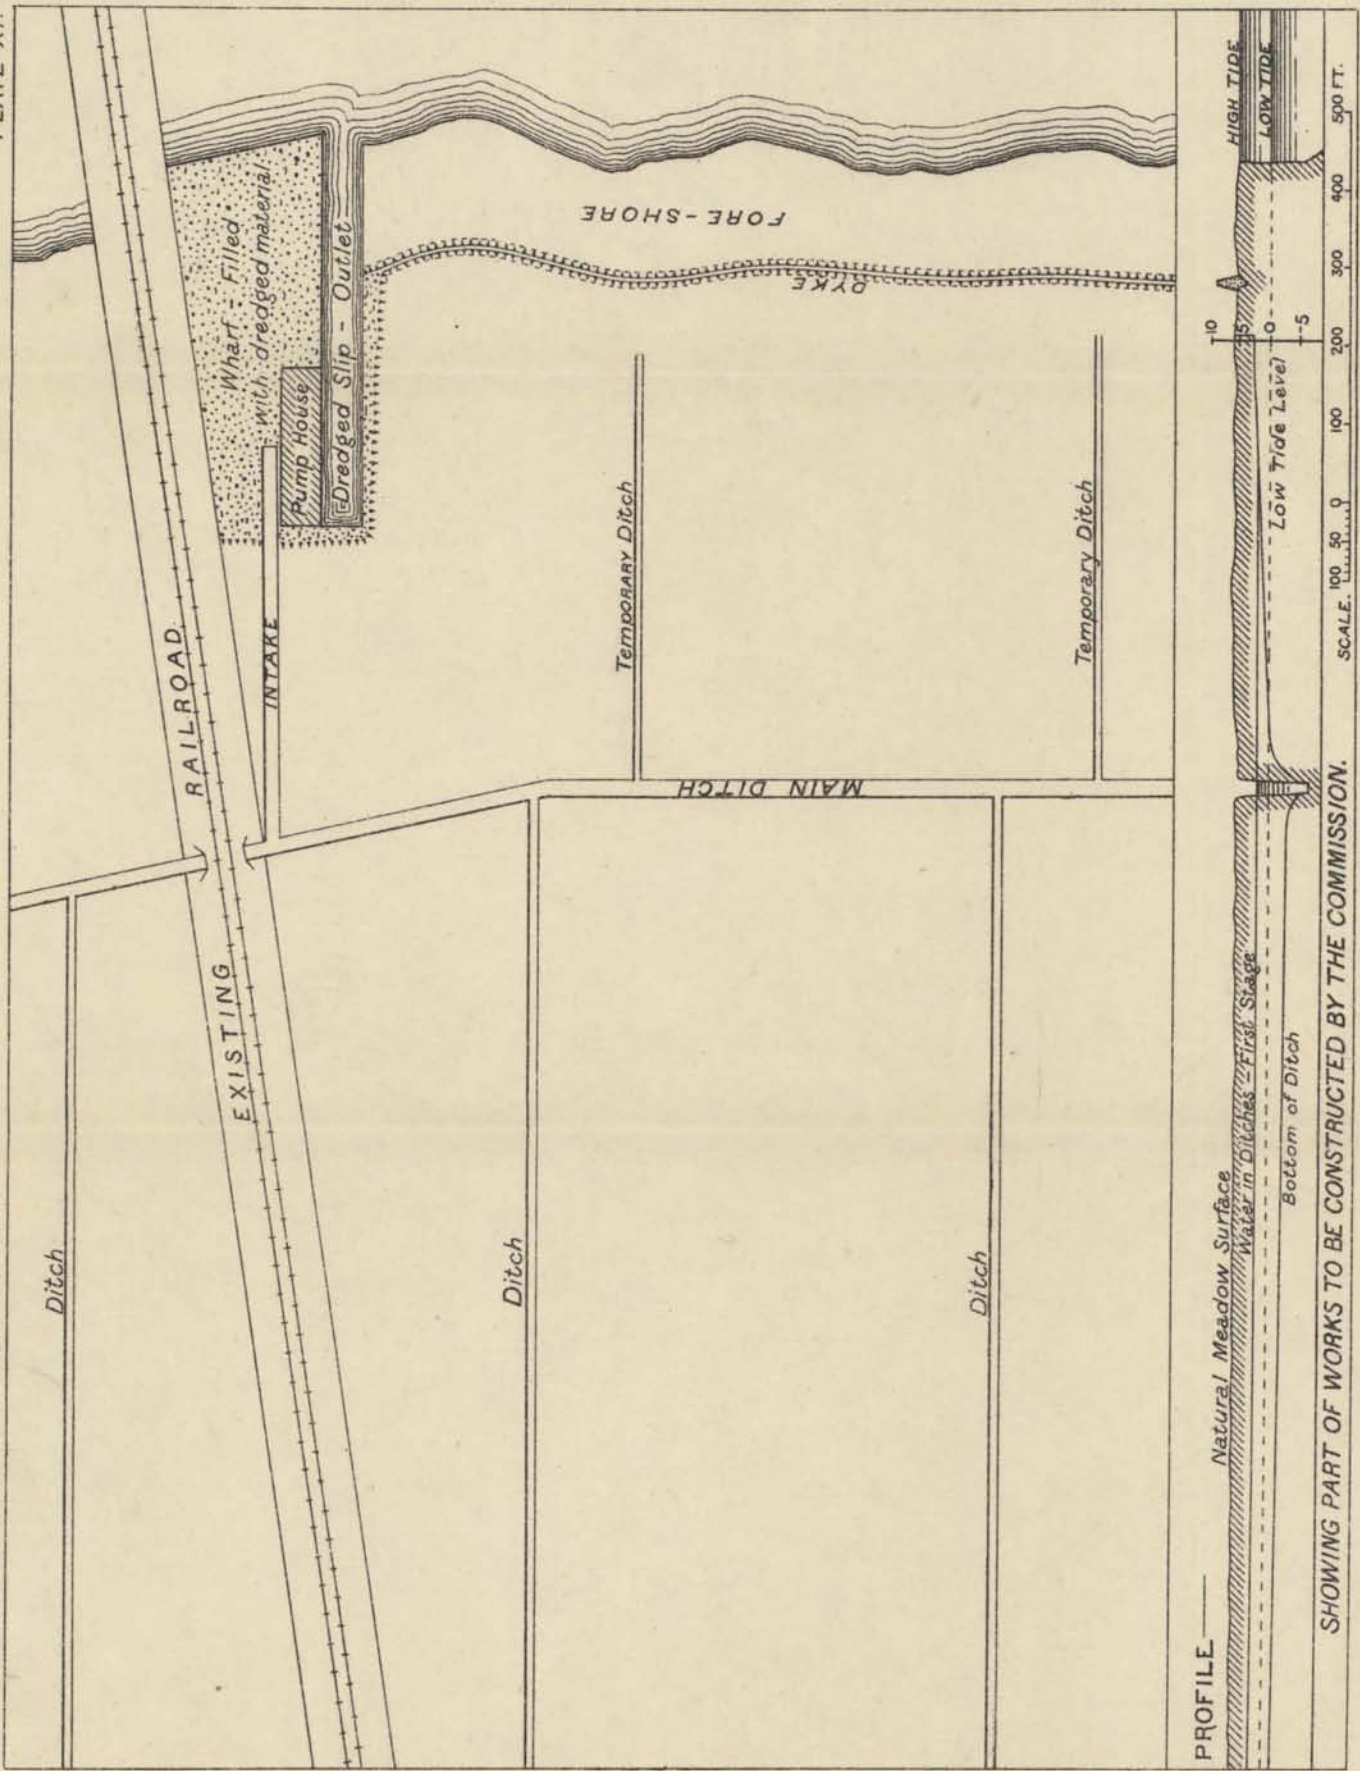 EXISTING RAILROAD
Wharf - Filled
with dredged material
Pump House
Dredged Slip - Outlet
INTAKE
FORE-SHORE
DYKE
MAIN DITCH
Ditch
Ditch
Ditch
Temporary Ditch
Temporary Ditch
PROFILE
Natural Meadow Surface
Water in Ditches - First Stage
Bottom of Ditch
Low Tide Level
10
5
0
-5
HIGH TIDE
LOW TIDE
SHOWING PART OF WORKS TO BE CONSTRUCTED BY THE COMMISSION.
SCALE. 100 50 0 100 200 300 400 500 FT.